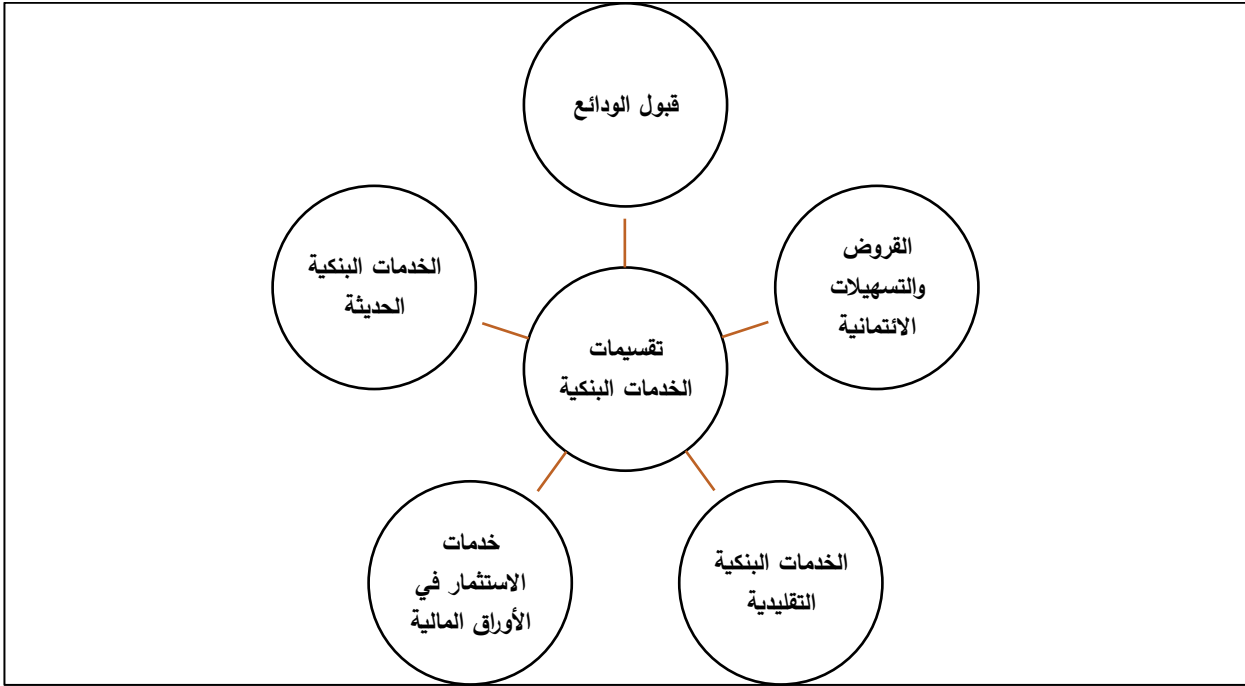 قبول الودائع
القروض
والتسهيلات
الائتمانية
الخدمات البنكية
الحديثة
تقسيمات
الخدمات البنكية
خدمات
الاستثمار في
الأوراق المالية
الخدمات البنكية
التقليدية